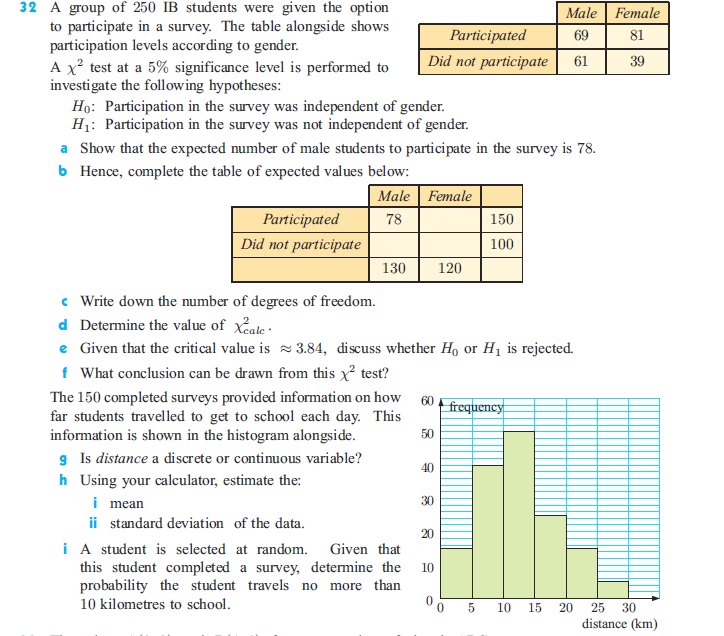 32 A group of 250 IB students were given the option
to participate in a survey. The table alongside shows
participation levels according to gender.
Male Female
Participated 69 81
Did not participate 61 39
A χ² test at a 5% significance level is performed to
investigate the following hypotheses:
H₀: Participation in the survey was independent of gender.
H₁: Participation in the survey was not independent of gender.
a Show that the expected number of male students to participate in the survey is 78.
b Hence, complete the table of expected values below:
Male Female
Participated 78 150
Did not participate 100
130 120
c Write down the number of degrees of freedom.
d Determine the value of χ²calc.
e Given that the critical value is ≈ 3.84, discuss whether H₀ or H₁ is rejected.
f What conclusion can be drawn from this χ² test?
The 150 completed surveys provided information on how
far students travelled to get to school each day. This
information is shown in the histogram alongside.
g Is distance a discrete or continuous variable?
h Using your calculator, estimate the:
i mean
ii standard deviation of the data.
i A student is selected at random. Given that
this student completed a survey, determine the
probability the student travels no more than
10 kilometres to school.
frequency
60
50
40
30
20
10
0
0 5 10 15 20 25 30
distance (km)